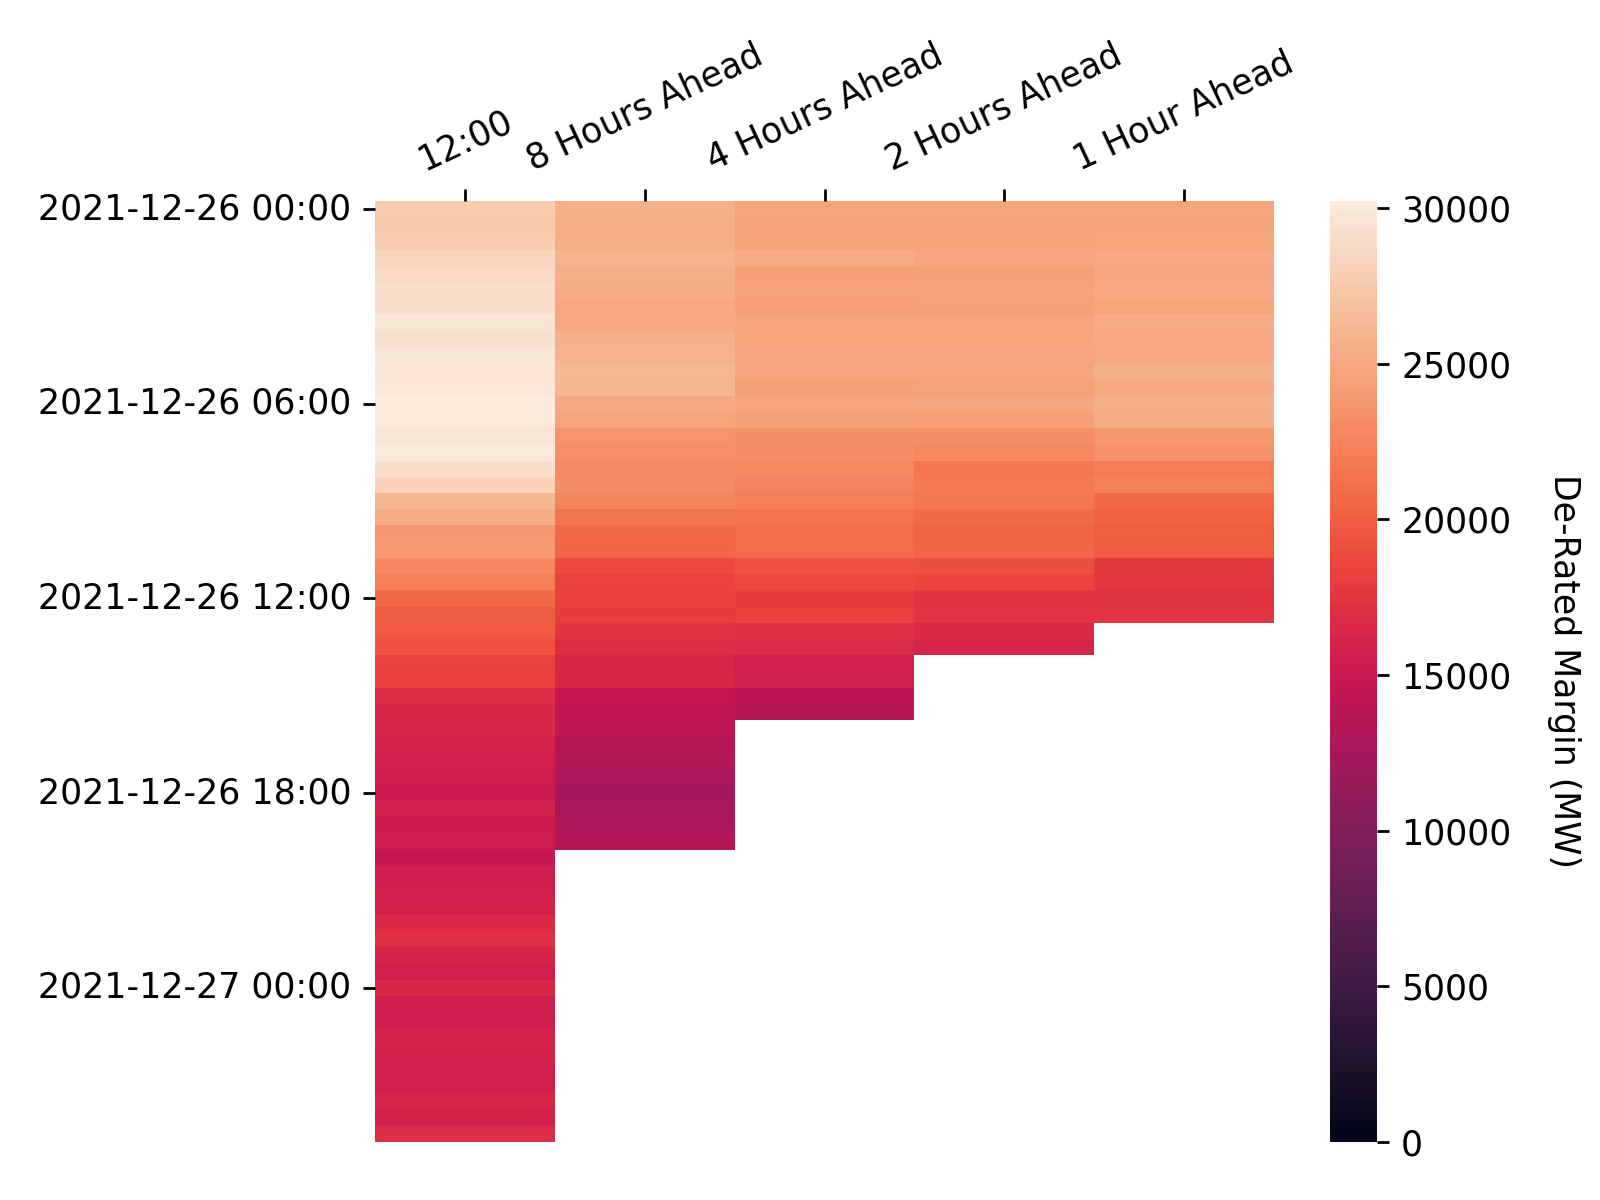 12:00
8 Hours Ahead
4 Hours Ahead
2 Hours Ahead
1 Hour Ahead
2021-12-26 00:00
2021-12-26 06:00
2021-12-26 12:00
2021-12-26 18:00
2021-12-27 00:00
30000
25000
20000
15000
10000
5000
0
De-Rated Margin (MW)